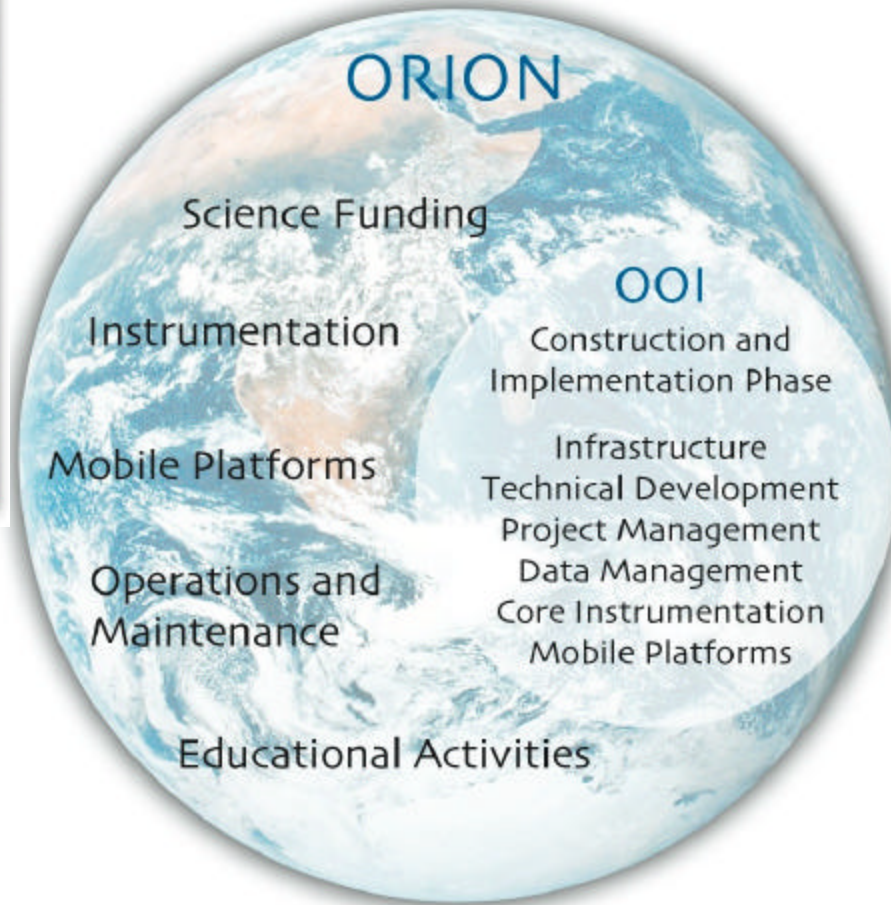 ORION
Science Funding
Instrumentation
Mobile Platforms
Operations and
Maintenance
Educational Activities
OOI
Construction and
Implementation Phase
Infrastructure
Technical Development
Project Management
Data Management
Core Instrumentation
Mobile Platforms